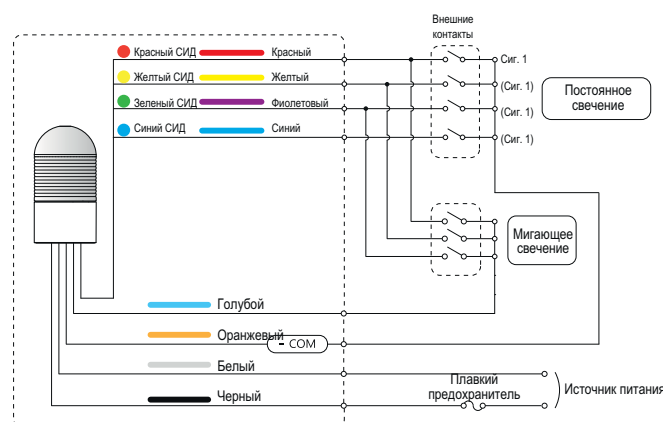 Внешние
контакты
Красный СИД Красный Сиг. 1
Желтый СИД Желтый (Сиг. 1)
Зеленый СИД Фиолетовый (Сиг. 1)
Синий СИД Синий (Сиг. 1)
Постоянное
свечение
Мигающее
свечение
Голубой
Оранжевый - COM
Белый
Черный
Плавкий
предохранитель
Источник питания